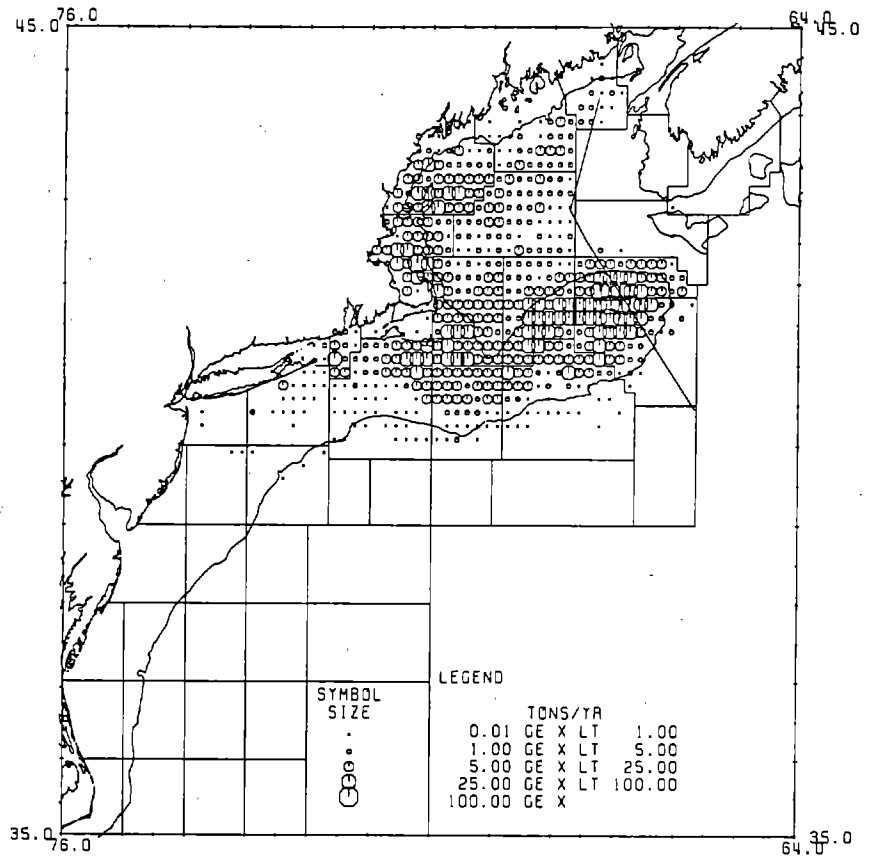 76.0 64.0
45.0 45.0
LEGEND
SYMBOL
SIZE
TONS/YR
0.01 GE X LT 1.00
1.00 GE X LT 5.00
5.00 GE X LT 25.00
25.00 GE X LT 100.00
100.00 GE X
35.0 35.0
76.0 64.0